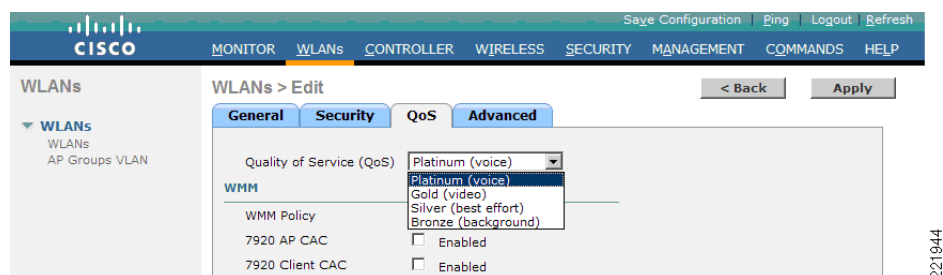 Save Configuration | Ping | Logout | Refresh
CISCO
MONITOR WLANs CONTROLLER WIRELESS SECURITY MANAGEMENT COMMANDS HELP
WLANs
WLANs > Edit
< Back
Apply
General Security QoS Advanced
WLANs
WLANs
AP Groups VLAN
Quality of Service (QoS) Platinum (voice)
Platinum (voice)
Gold (video)
Silver (best effort)
Bronze (background)
WMM
WMM Policy
7920 AP CAC Enabled
7920 Client CAC Enabled
221944